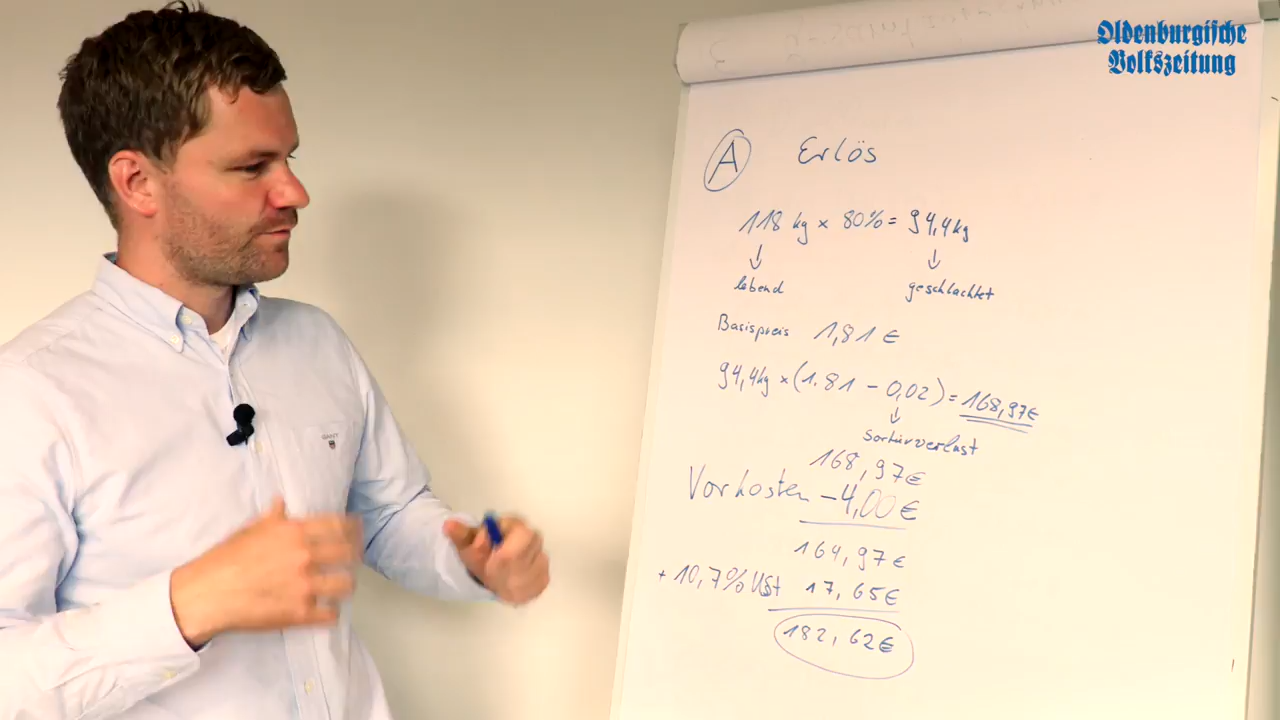 Oldenburgische
Volkszeitung
A Erlös
118 kg x 80% = 94,4kg
↓ ↓
lebend geschlachtet
Basispreis 1,81 €
94,4kg x (1.81 - 0,02) = 168,97€
↓
Sortierverlust
168,97€
Vorkosten - 4,00€
164,97€
+ 10,7% USt 17,65€
182,62€
GANT